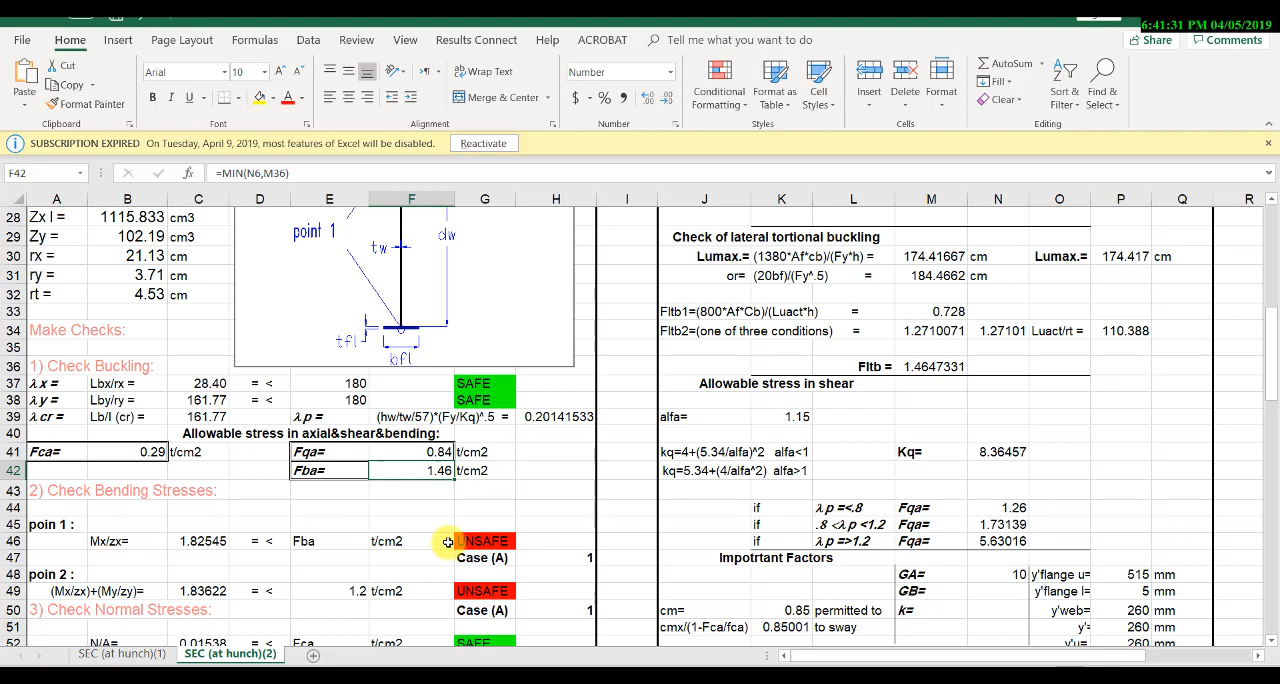 6:41:31 PM 04/05/2019
File Home Insert Page Layout Formulas Data Review View Help ACROBAT Tell me what you want to do Share Comments
Cut
Copy
Format Painter
Paste
Clipboard
Arial 10
B I U
Font
Wrap Text
Merge & Center
Alignment
Number
$ % ,
Number
Conditional Formatting
Format as Table
Cell Styles
Styles
Insert Delete Format
Cells
AutoSum
Fill
Clear
Sort & Filter
Find & Select
Editing
SUBSCRIPTION EXPIRED On Tuesday, April 9, 2019, most features of Excel will be disabled. Reactivate
F42 fx =MIN(N6,M36)
A B C D E F G H I J K L M N O P Q R
28 Zx l = 1115.833 cm3
29 Zy = 102.19 cm3 point 1 tw dw Check of lateral tortional buckling
30 rx = 21.13 cm Lumax.= (1380*Af*cb)/(Fy*h) = 174.41667 cm Lumax.= 174.417 cm
31 ry = 3.71 cm or= (20bf)/(Fy^.5) = 184.4662 cm
32 rt = 4.53 cm
33 Fltb1=(800*Af*Cb)/(Luact*h) = 0.728
34 Make Checks: tfl Fltb2=(one of three conditions) = 1.2710071 1.27101 Luact/rt = 110.388
35 bfl
36 1) Check Buckling: Fltb = 1.4647331
37 λ x = Lbx/rx = 28.40 = < 180 SAFE Allowable stress in shear
38 λ y = Lby/ry = 161.77 = < 180 SAFE
39 λ cr = Lb/I (cr) = 161.77 λ p = (hw/tw/57)*(Fy/Kq)^.5 = 0.20141533 alfa= 1.15
40 Allowable stress in axial&shear&bending:
41 Fca= 0.29 t/cm2 Fqa= 0.84 t/cm2 kq=4+(5.34/alfa)^2 alfa<1 Kq= 8.36457
42 Fba= 1.46 t/cm2 kq=5.34+(4/alfa^2) alfa>1
43 2) Check Bending Stresses:
44 if λ p =<.8 Fqa= 1.26
45 poin 1 : if .8 <λ p <1.2 Fqa= 1.73139
46 Mx/zx= 1.82545 = < Fba t/cm2 UNSAFE if λ p =>1.2 Fqa= 5.63016
47 Case (A) 1 Impotrtant Factors
48 poin 2 : GA= 10 y'flange u= 515 mm
49 (Mx/zx)+(My/zy)= 1.83622 = < 1.2 t/cm2 UNSAFE GB= y'flange l= 5 mm
50 3) Check Normal Stresses: Case (A) 1 cm= 0.85 permitted to k= y'web= 260 mm
51 cmx/(1-Fca/fca) 0.85001 to sway y'= 260 mm
52 N/A= 0.01538 = < Fca t/cm2 SAFE y'u= 260 mm
SEC (at hunch)(1) SEC (at hunch)(2)